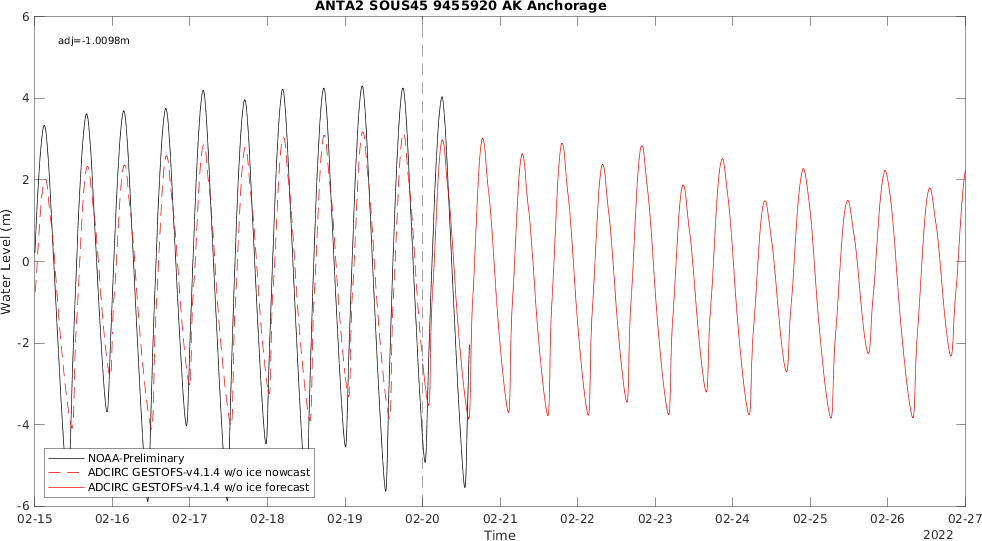 ANTA2 SOUS45 9455920 AK Anchorage
adj=-1.0098m
6
4
2
0
-2
-4
-6
Water Level (m)
NOAA-Preliminary
ADCIRC GESTOFS-v4.1.4 w/o ice nowcast
ADCIRC GESTOFS-v4.1.4 w/o ice forecast
02-15 02-16 02-17 02-18 02-19 02-20 02-21 02-22 02-23 02-24 02-25 02-26 02-27
Time
2022